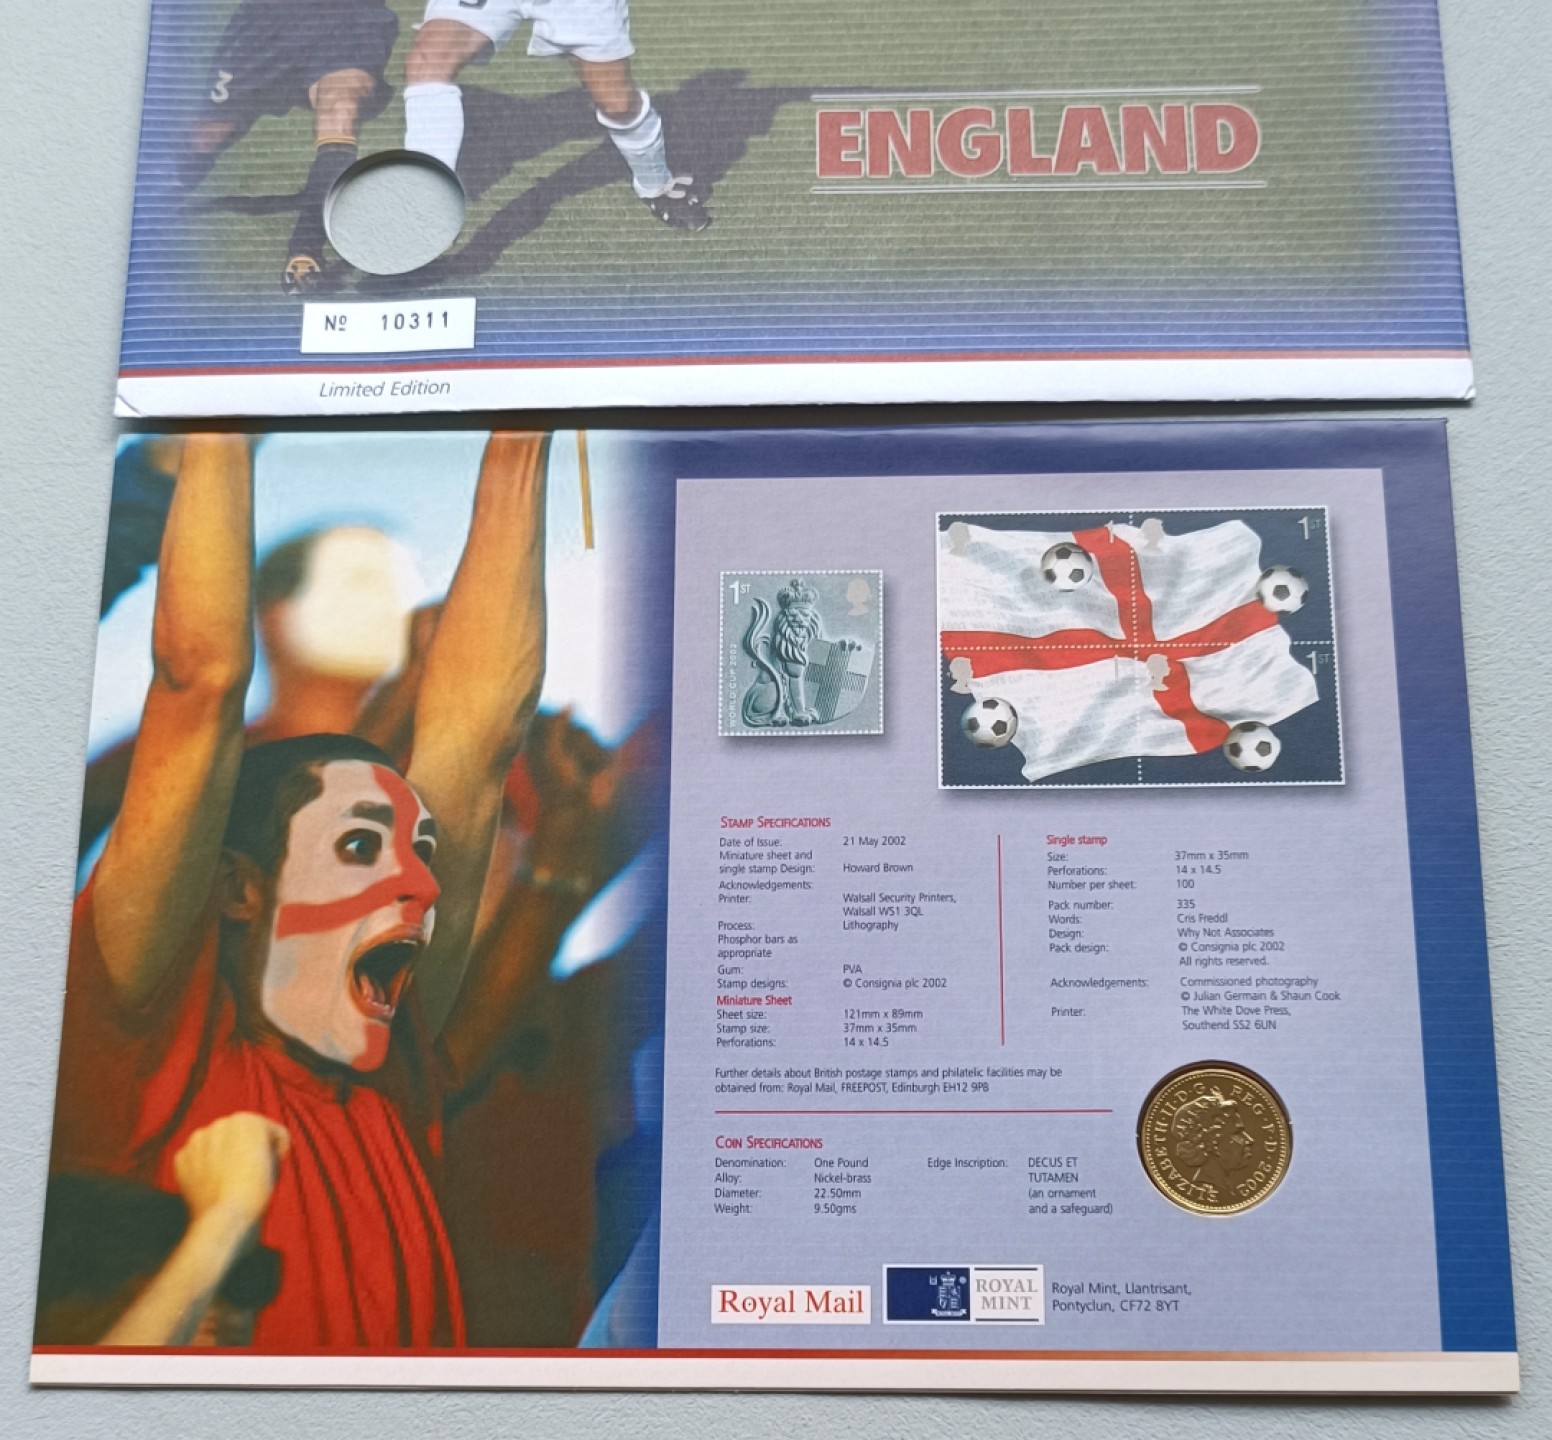 3
ENGLAND
Nº 10311
Limited Edition
1ST
WORLD CUP 2002
1
1ST
1
1ST
STAMP SPECIFICATIONS
Date of Issue: 21 May 2002
Miniature sheet and
single stamp Design: Howard Brown
Acknowledgements:
Printer: Walsall Security Printers,
Walsall WS1 3QL
Process: Lithography
Phosphor bars as
appropriate
Gum: PVA
Stamp designs: © Consignia plc 2002
Miniature Sheet
Sheet size: 121mm x 89mm
Stamp size: 37mm x 35mm
Perforations: 14 x 14.5
Single stamp
Size: 37mm x 35mm
Perforations: 14 x 14.5
Number per sheet: 100
Pack number: 335
Words: Cris Freddl
Design: Why Not Associates
Pack design: © Consignia plc 2002
All rights reserved.
Acknowledgements: Commissioned photography
© Julian Germain & Shaun Cook
Printer: The White Dove Press,
Southend SS2 6UN
Further details about British postage stamps and philatelic facilities may be
obtained from: Royal Mail, FREEPOST, Edinburgh EH12 9PB
COIN SPECIFICATIONS
Denomination: One Pound
Alloy: Nickel-brass
Diameter: 22.50mm
Weight: 9.50gms
Edge Inscription: DECUS ET
TUTAMEN
(an ornament
and a safeguard)
ELIZABETH·II·D·G REG·F·D·2002
Royal Mail
ROYAL
MINT
Royal Mint, Llantrisant,
Pontyclun, CF72 8YT